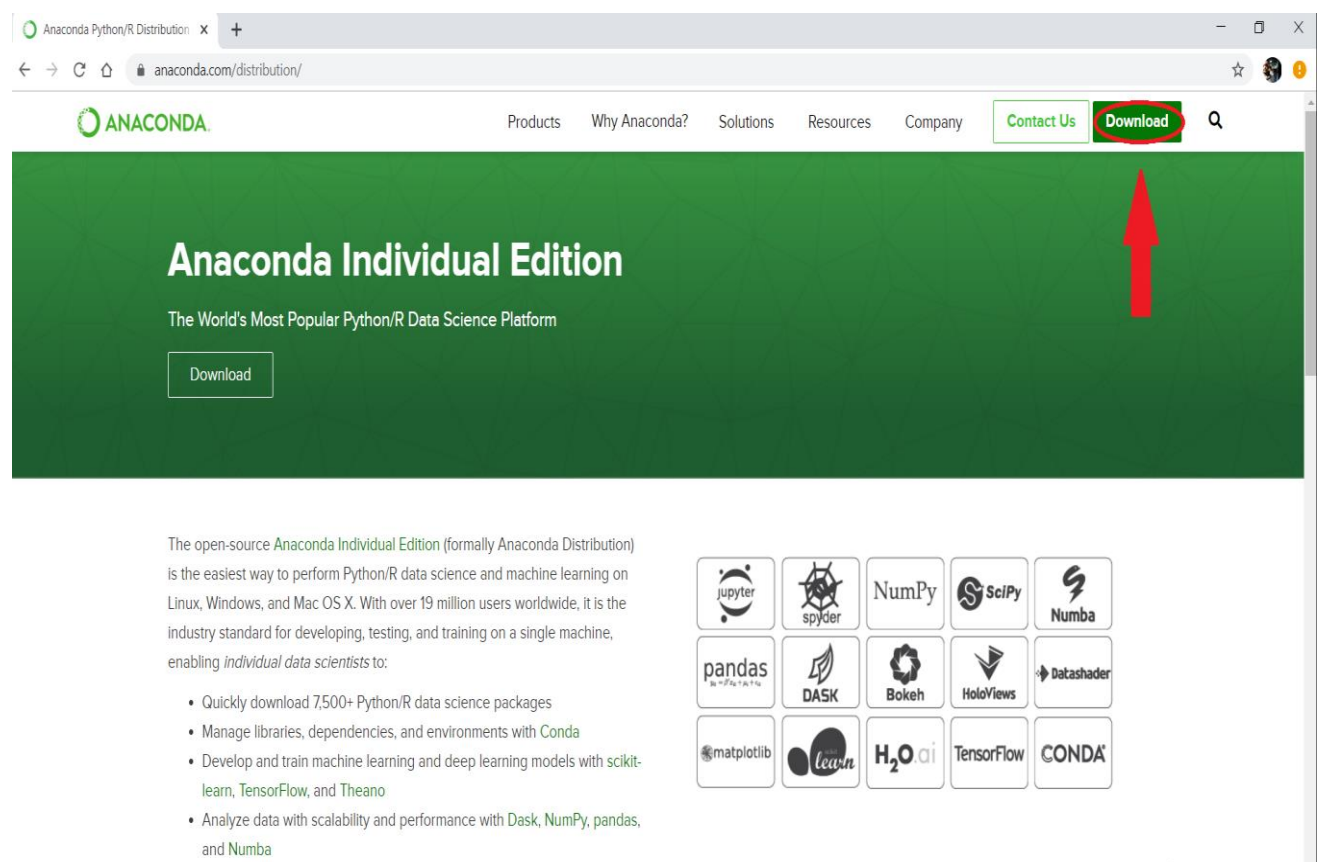 Anaconda Python/R Distribution x +
anaconda.com/distribution/
ANACONDA.
Products Why Anaconda? Solutions Resources Company Contact Us Download
Anaconda Individual Edition
The World's Most Popular Python/R Data Science Platform
Download
The open-source Anaconda Individual Edition (formally Anaconda Distribution)
is the easiest way to perform Python/R data science and machine learning on
Linux, Windows, and Mac OS X. With over 19 million users worldwide, it is the
industry standard for developing, testing, and training on a single machine,
enabling individual data scientists to:
• Quickly download 7,500+ Python/R data science packages
• Manage libraries, dependencies, and environments with Conda
• Develop and train machine learning and deep learning models with scikit-
learn, TensorFlow, and Theano
• Analyze data with scalability and performance with Dask, NumPy, pandas,
and Numba
jupyter spyder NumPy SciPy Numba
pandas DASK Bokeh HoloViews Datashader
matplotlib learn H₂O.ai TensorFlow CONDA